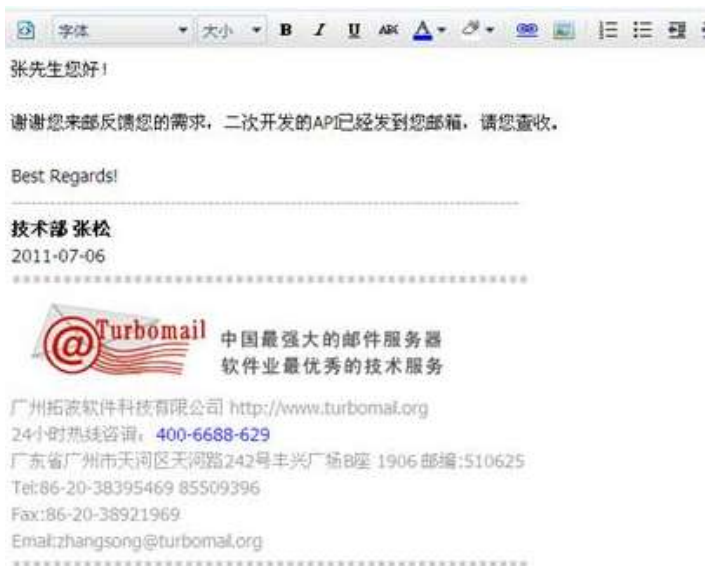 字体 大小 B I U ABC A
张先生您好!
谢谢您来邮反馈您的需求，二次开发的API已经发到您邮箱，请您查收。
Best Regards!
技术部 张松
2011-07-06
@Turbomail
中国最强大的邮件服务器
软件业最优秀的技术服务
广州拓波软件科技有限公司 http://www.turbomail.org
24小时热线咨询：400-6688-629
广东省广州市天河区天河路242号丰兴广场B座 1906 邮编:510625
Tel:86-20-38395469 85509396
Fax:86-20-38921969
Email:zhangsong@turbomail.org